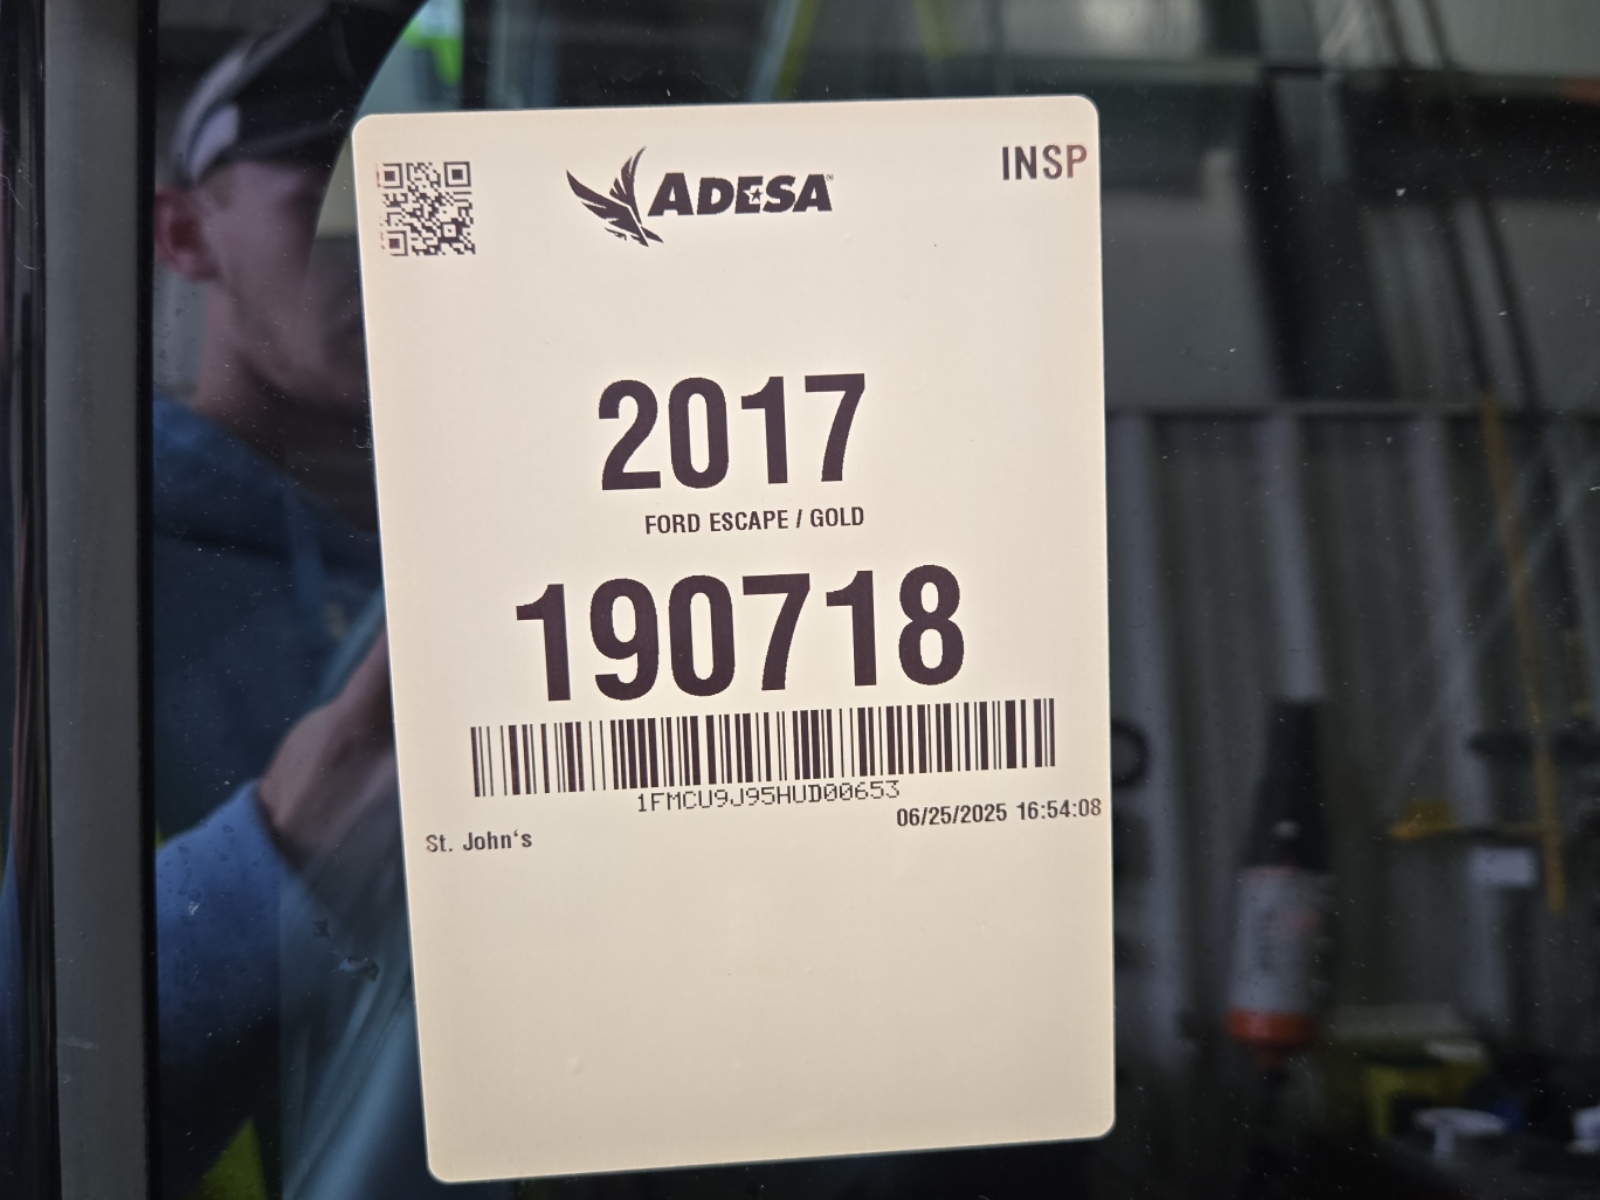 INSP
ADESA
2017
FORD ESCAPE / GOLD
190718
1FMCU9J95HUD00653
06/25/2025 16:54:08
St. John's